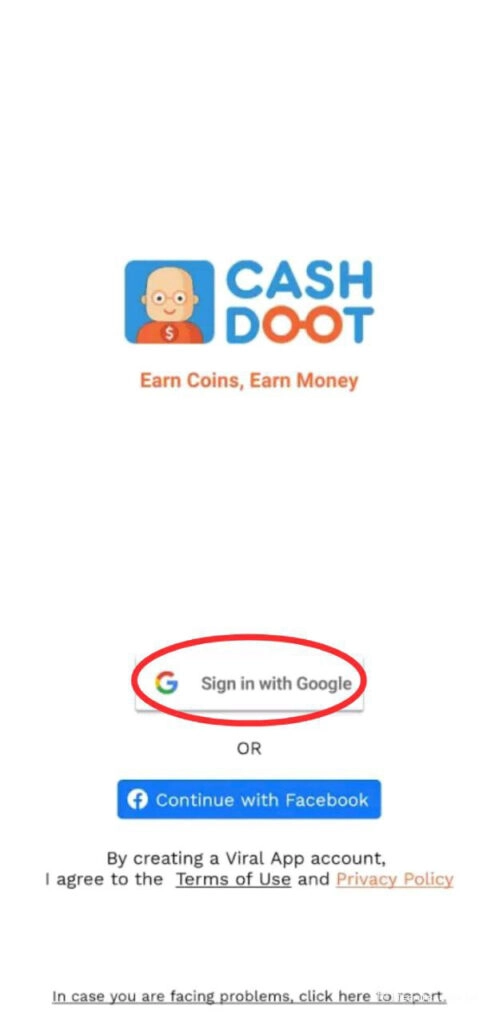 CASH
DOOT
$
Earn Coins, Earn Money
Sign in with Google
OR
Continue with Facebook
By creating a Viral App account,
I agree to the Terms of Use and Privacy Policy
In case you are facing problems, click here to report.